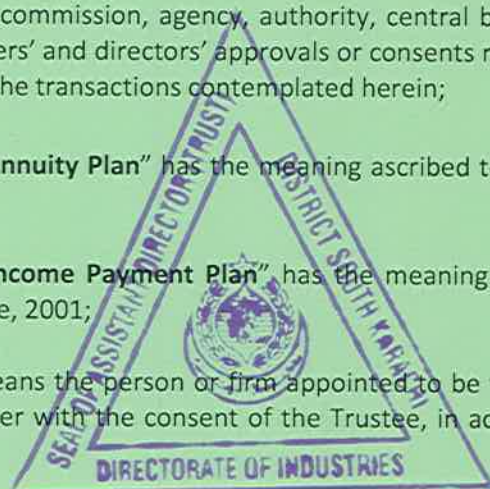 commission, agency, authority, central b
ers’ and directors’ approvals or consents
he transactions contemplated herein;
nnuity Plan” has the meaning ascribed t
ncome Payment Plan” has the meaning
e, 2001;
eans the person or firm appointed to be
er with the consent of the Trustee, in ac
SEAL OF ASSISTANT DIRECTOR TRUST
DISTRICT SOUTH KARACHI
DIRECTORATE OF INDUSTRIES